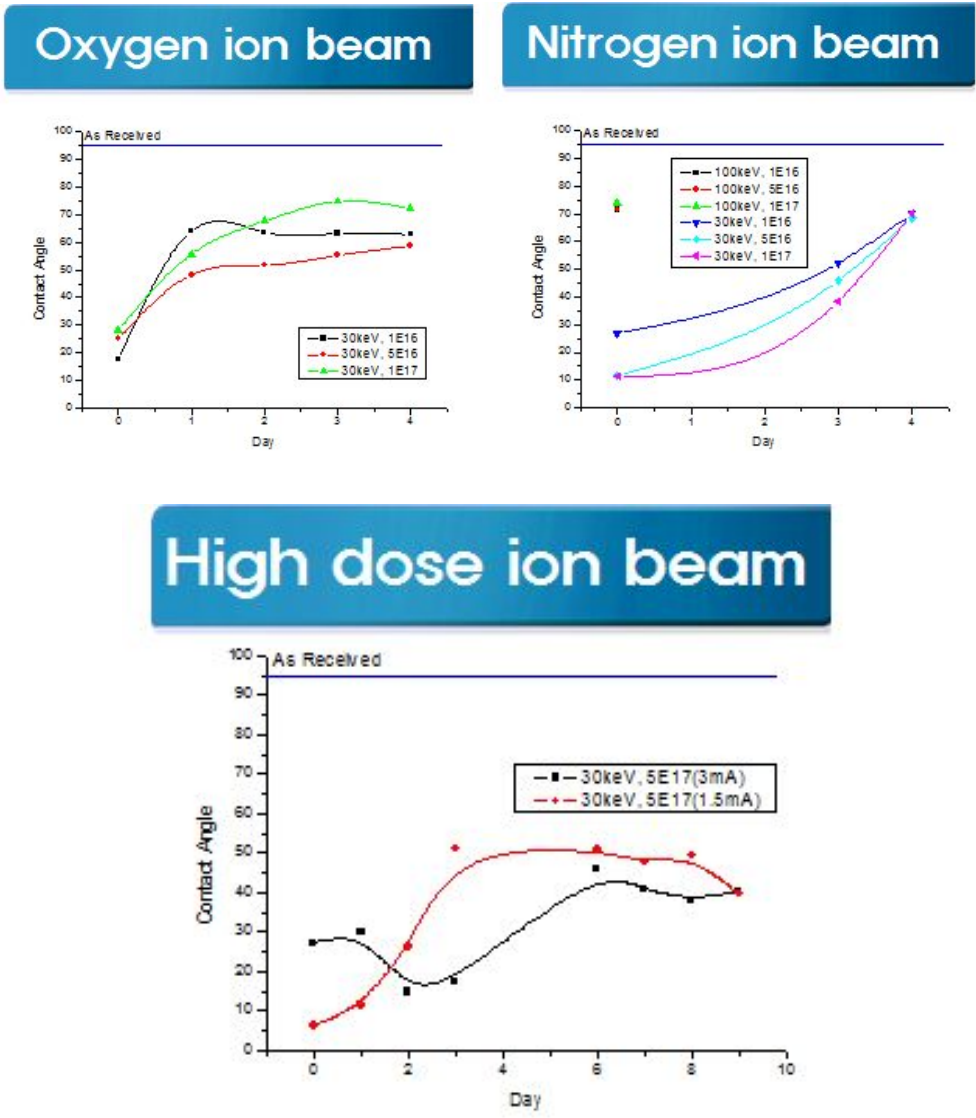 Oxygen ion beam
Nitrogen ion beam
100
As Received
90
80
70
60
50
40
30
20
10
0
Contact Angle
30keV, 1E16
30keV, 5E16
30keV, 1E17
0 1 2 3 4
Day
100
As Received
90
80
70
60
50
40
30
20
10
0
Contact Angle
100keV, 1E16
100keV, 5E16
100keV, 1E17
30keV, 1E16
30keV, 5E16
30keV, 1E17
0 1 2 3 4
Day
High dose ion beam
100
As Received
90
80
70
60
50
40
30
20
10
0
Contact Angle
30keV, 5E17(3mA)
30keV, 5E17(1.5mA)
0 2 4 6 8 10
Day